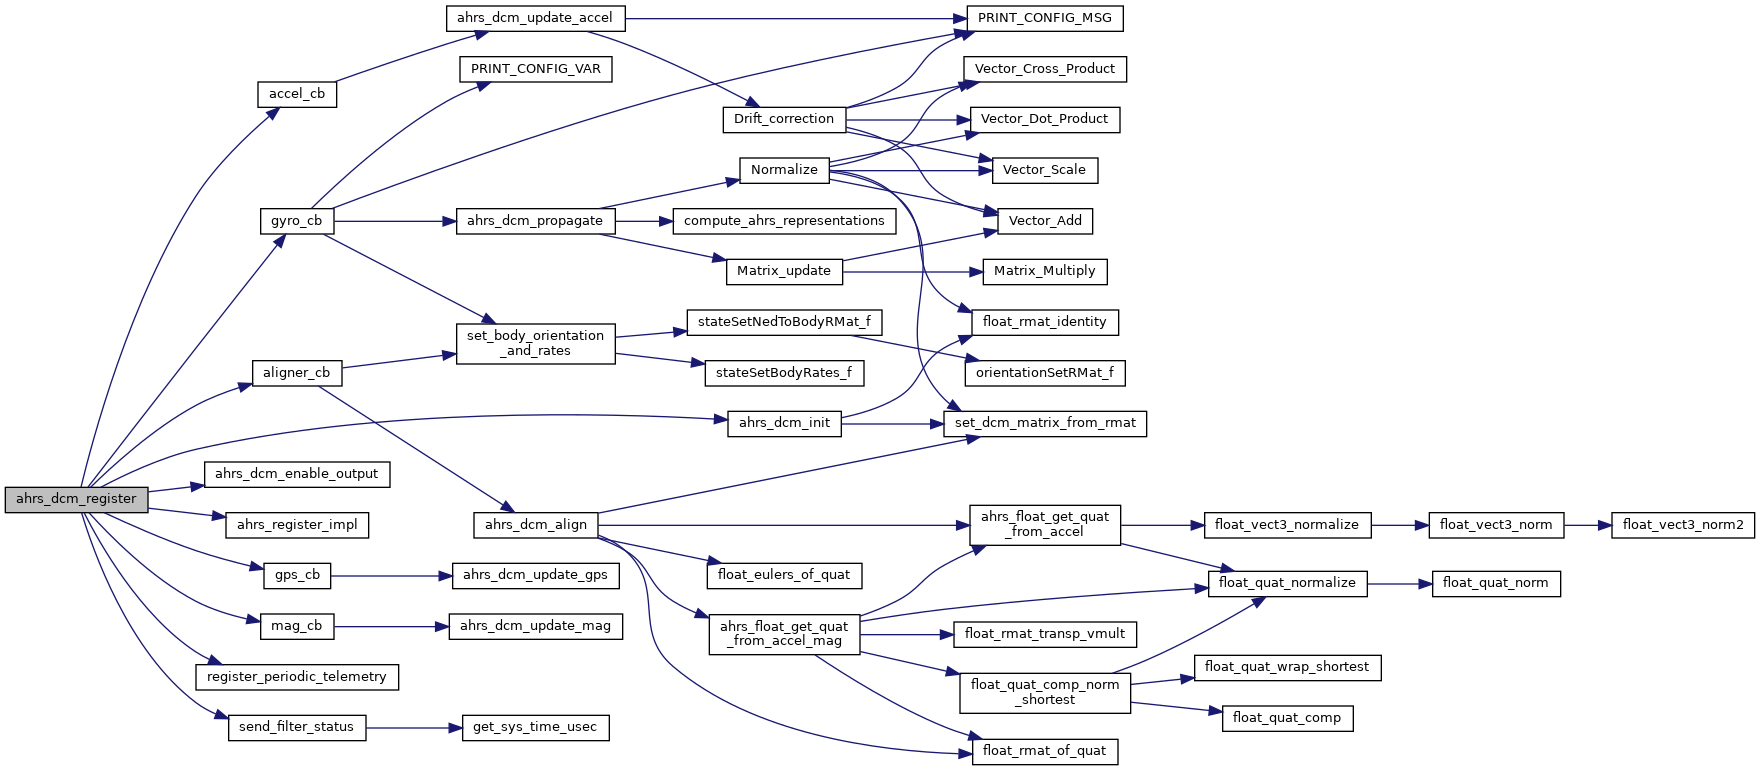 ahrs_dcm_update_accel
PRINT_CONFIG_MSG
PRINT_CONFIG_VAR
Vector_Cross_Product
accel_cb
Drift_correction
Vector_Dot_Product
Normalize
Vector_Scale
gyro_cb
ahrs_dcm_propagate
compute_ahrs_representations
Vector_Add
Matrix_update
Matrix_Multiply
set_body_orientation
_and_rates
stateSetNedToBodyRMat_f
float_rmat_identity
aligner_cb
stateSetBodyRates_f
orientationSetRMat_f
ahrs_dcm_init
set_dcm_matrix_from_rmat
ahrs_dcm_enable_output
ahrs_dcm_register
ahrs_register_impl
ahrs_dcm_align
ahrs_float_get_quat
_from_accel
float_vect3_normalize
float_vect3_norm
float_vect3_norm2
gps_cb
ahrs_dcm_update_gps
float_eulers_of_quat
float_quat_normalize
float_quat_norm
mag_cb
ahrs_dcm_update_mag
ahrs_float_get_quat
_from_accel_mag
float_rmat_transp_vmult
register_periodic_telemetry
float_quat_comp_norm
_shortest
float_quat_wrap_shortest
send_filter_status
get_sys_time_usec
float_quat_comp
float_rmat_of_quat